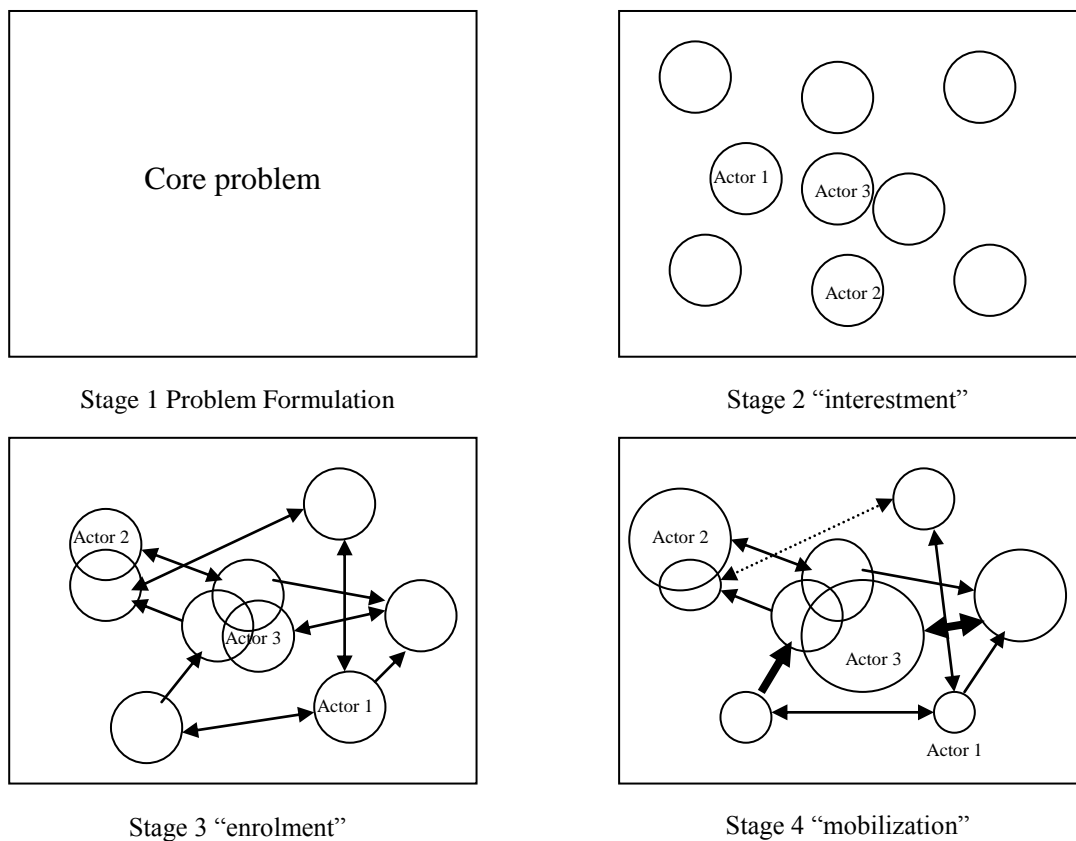 Core problem
Stage 1 Problem Formulation
Actor 1
Actor 3
Actor 2
Stage 2 “interestment”
Actor 2
Actor 3
Actor 1
Stage 3 “enrolment”
Actor 2
Actor 3
Actor 1
Stage 4 “mobilization”